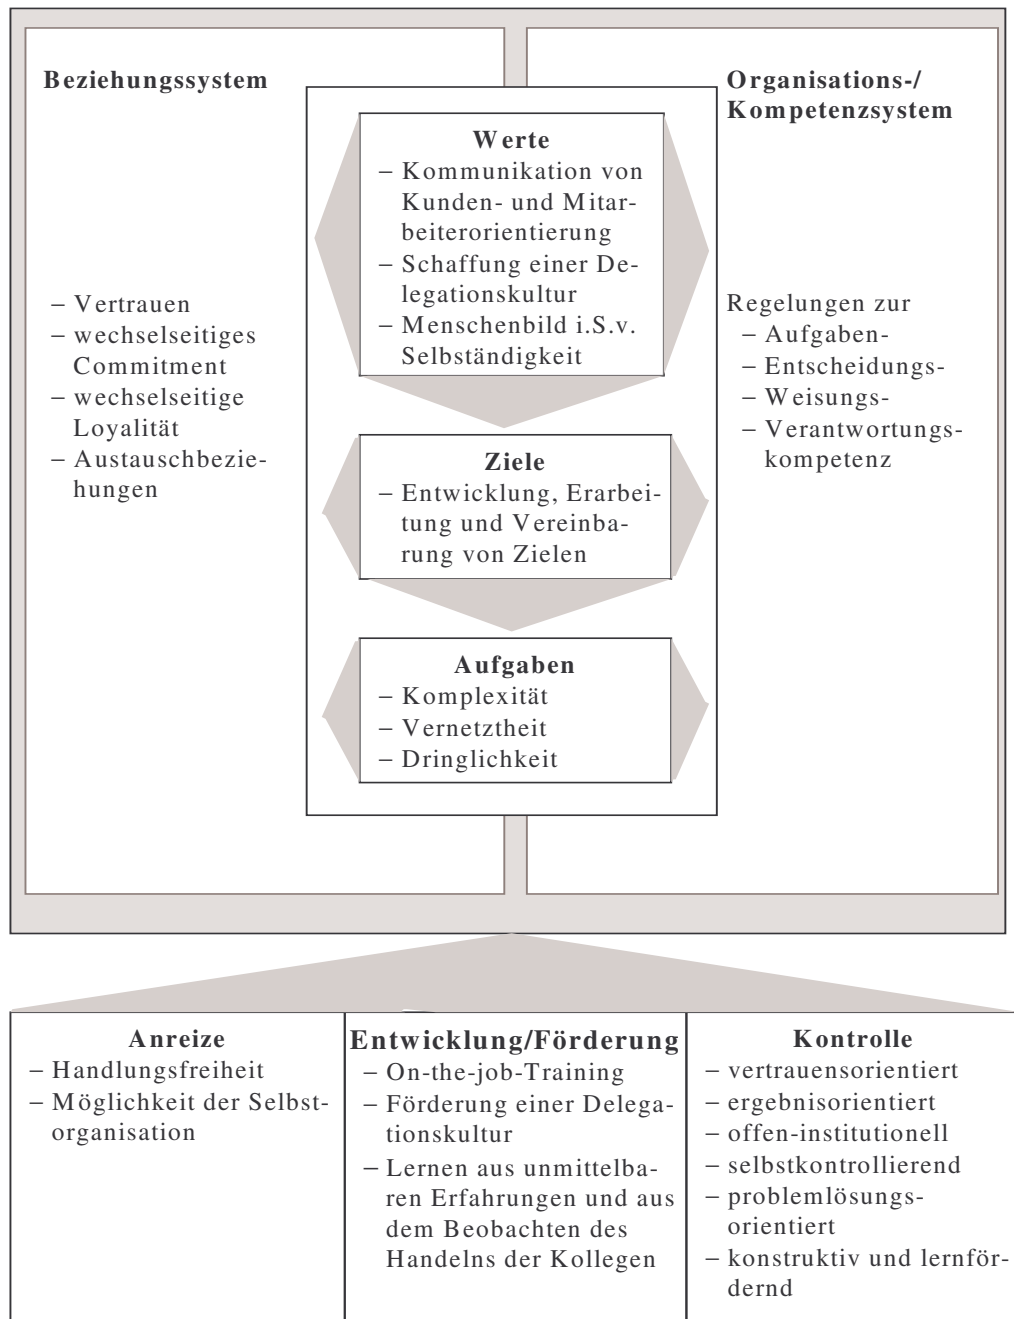 Beziehungssystem
– Vertrauen
– wechselseitiges
Commitment
– wechselseitige
Loyalität
– Austauschbezie-
hungen
Werte
– Kommunikation von
Kunden- und Mitar-
beiterorientierung
– Schaffung einer De-
legationskultur
– Menschenbild i.S.v.
Selbständigkeit
Ziele
– Entwicklung, Erarbei-
tung und Vereinba-
rung von Zielen
Aufgaben
– Komplexität
– Vernetztheit
– Dringlichkeit
Organisations-/
Kompetenzsystem
Regelungen zur
– Aufgaben-
– Entscheidungs-
– Weisungs-
– Verantwortungs-
kompetenz
Anreize
– Handlungsfreiheit
– Möglichkeit der Selbst-
organisation
Entwicklung/Förderung
– On-the-job-Training
– Förderung einer Delega-
tionskultur
– Lernen aus unmittelba-
ren Erfahrungen und aus
dem Beobachten des
Handelns der Kollegen
Kontrolle
– vertrauensorientiert
– ergebnisorientiert
– offen-institutionell
– selbstkontrollierend
– problemlösungs-
orientiert
– konstruktiv und lernför-
dernd